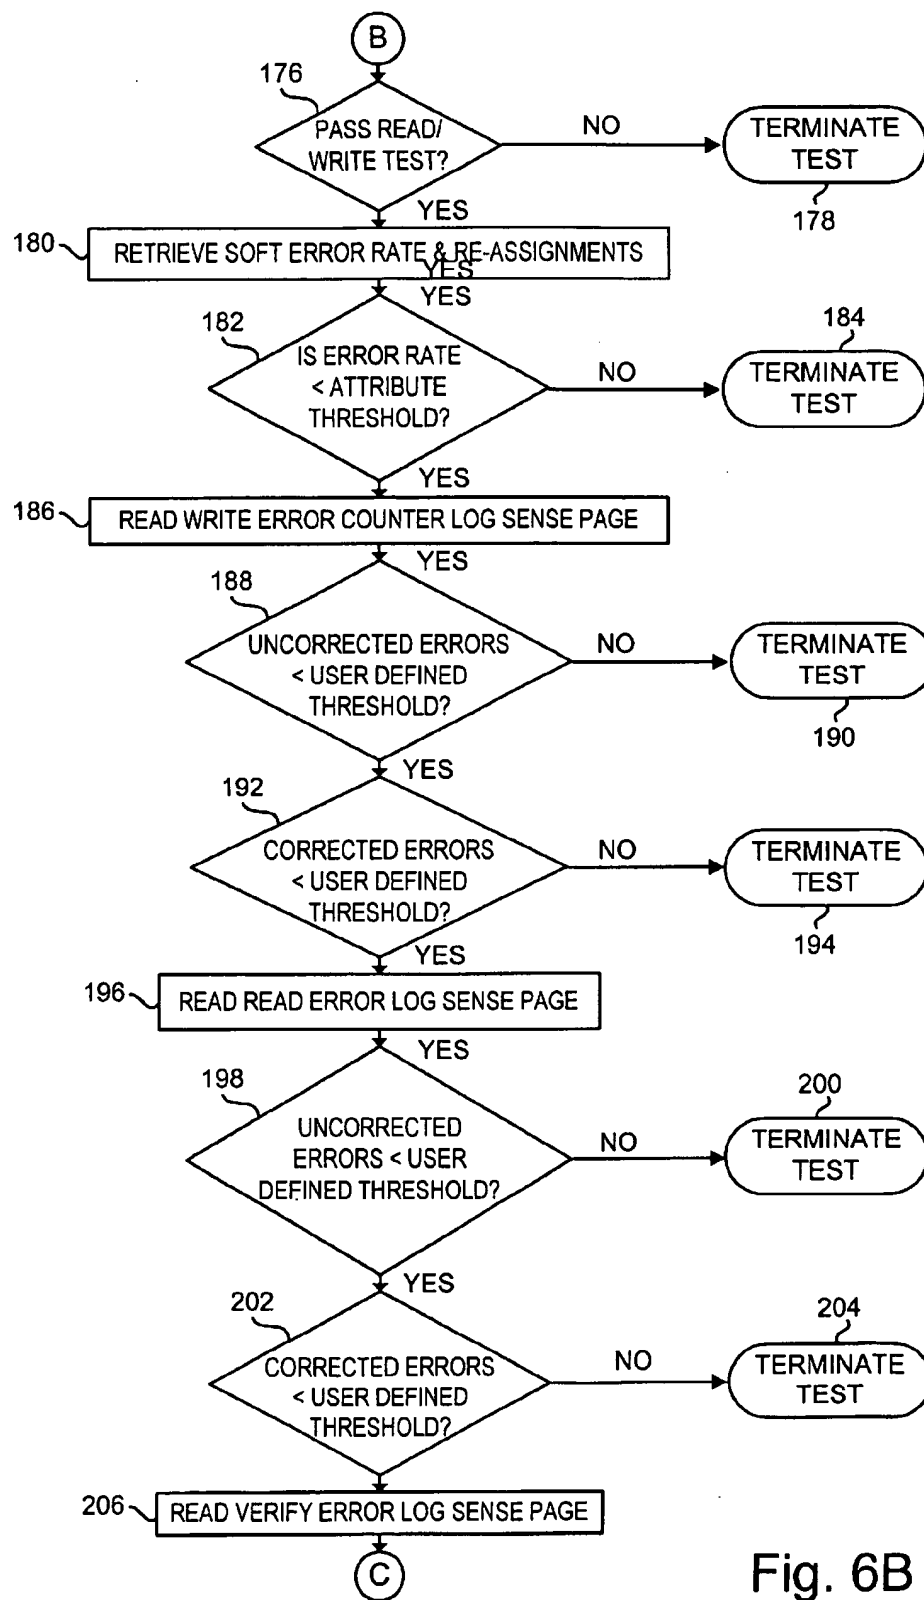 B
176
PASS READ/
WRITE TEST?
NO
TERMINATE
TEST
178
YES
180
RETRIEVE SOFT ERROR RATE & RE-ASSIGNMENTS
YES
YES
182
IS ERROR RATE
< ATTRIBUTE
THRESHOLD?
NO
184
TERMINATE
TEST
YES
186
READ WRITE ERROR COUNTER LOG SENSE PAGE
YES
188
UNCORRECTED ERRORS
< USER DEFINED
THRESHOLD?
NO
TERMINATE
TEST
190
YES
192
CORRECTED ERRORS
< USER DEFINED
THRESHOLD?
NO
TERMINATE
TEST
194
YES
196
READ READ ERROR LOG SENSE PAGE
YES
198
UNCORRECTED
ERRORS < USER
DEFINED THRESHOLD?
NO
200
TERMINATE
TEST
YES
202
CORRECTED ERRORS
< USER DEFINED
THRESHOLD?
NO
204
TERMINATE
TEST
206
READ VERIFY ERROR LOG SENSE PAGE
C
Fig. 6B